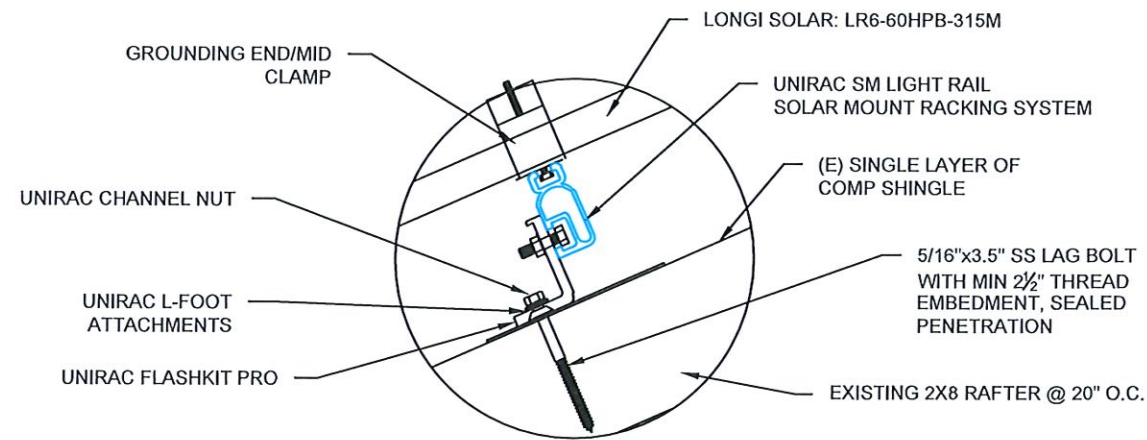 LONGI SOLAR: LR6-60HPB-315M
GROUNDING END/MID
CLAMP
UNIRAC SM LIGHT RAIL
SOLAR MOUNT RACKING SYSTEM
(E) SINGLE LAYER OF
COMP SHINGLE
UNIRAC CHANNEL NUT
5/16"x3.5" SS LAG BOLT
WITH MIN 2½" THREAD
EMBEDMENT, SEALED
PENETRATION
UNIRAC L-FOOT
ATTACHMENTS
UNIRAC FLASHKIT PRO
EXISTING 2X8 RAFTER @ 20" O.C.